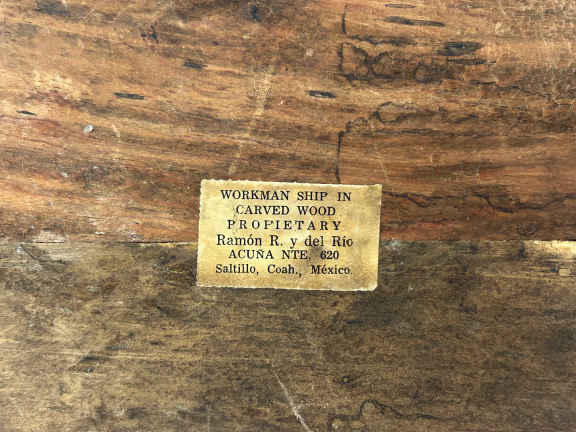 WORKMAN SHIP IN
CARVED WOOD
PROPIETARY
Ramón R. y del Río
ACUÑA NTE. 620
Saltillo, Coah., México.